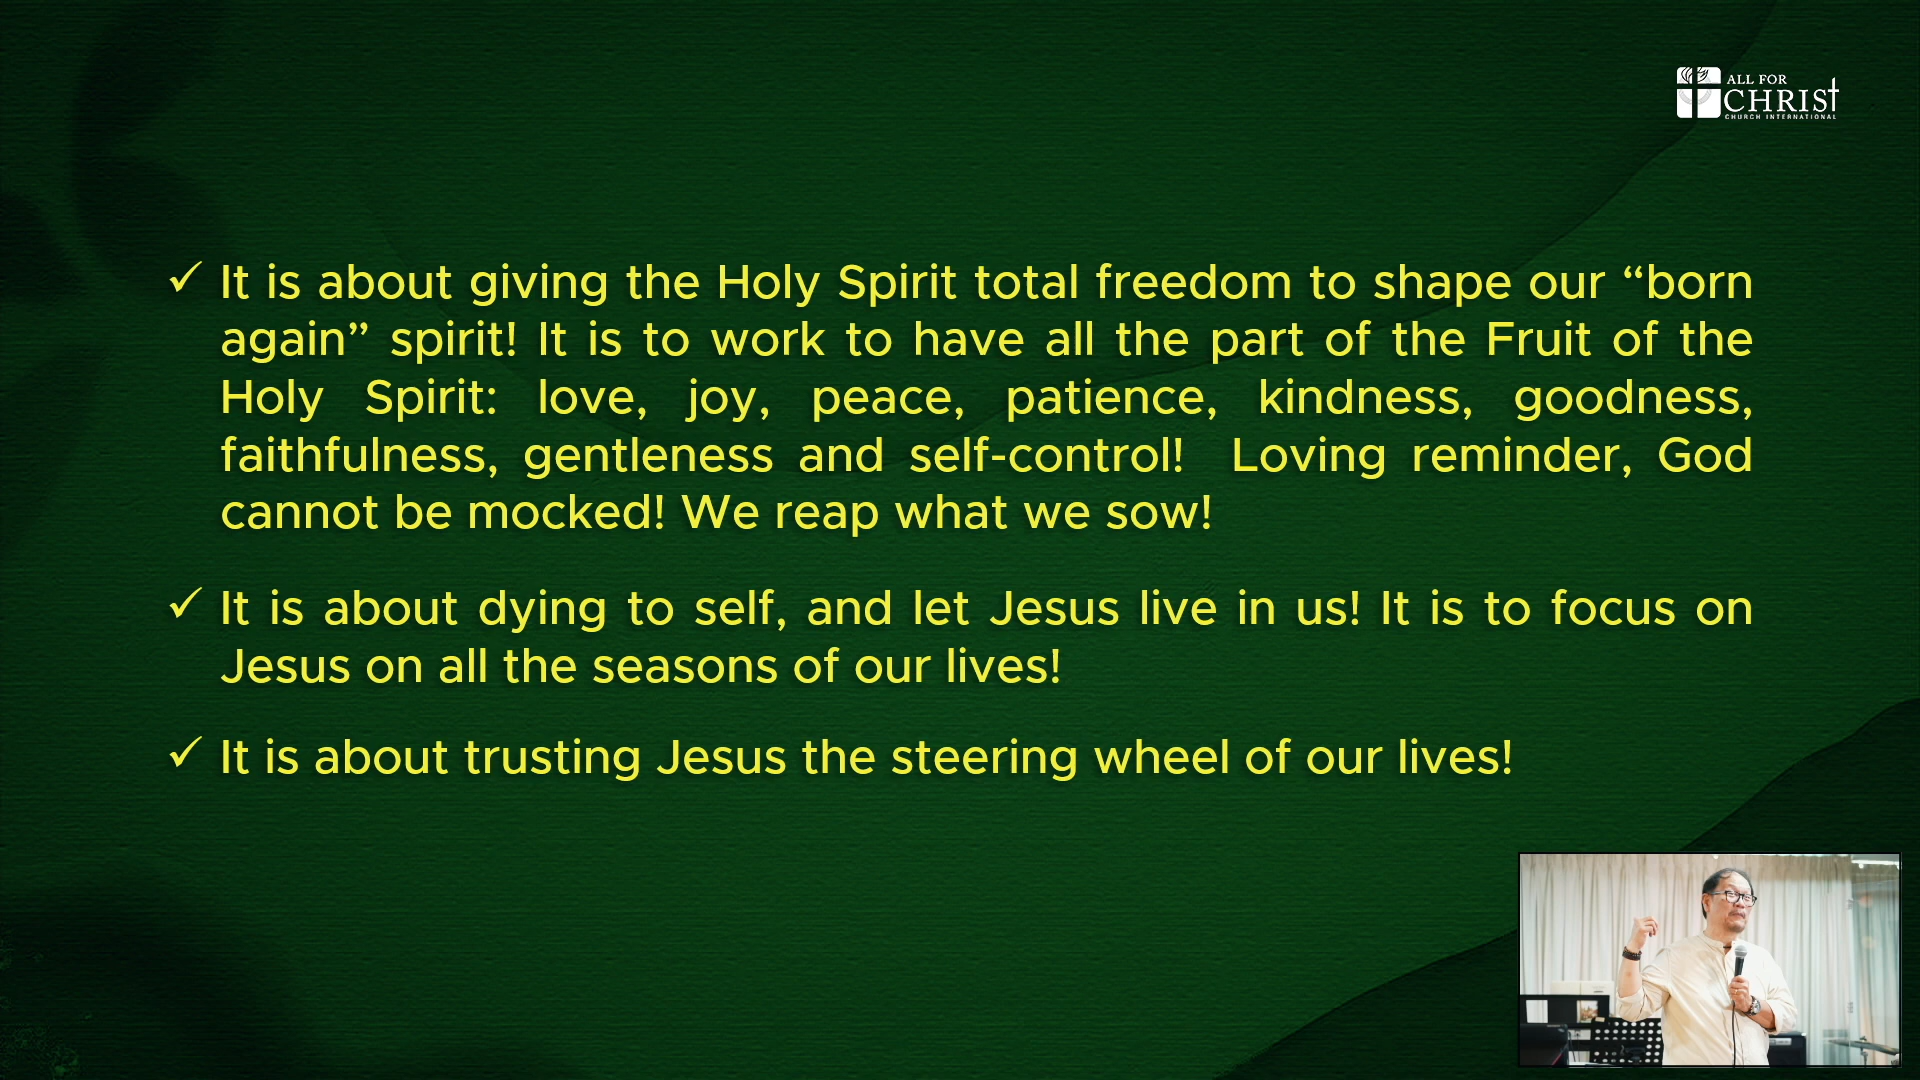 ALL FOR
CHRIST
CHURCH INTERNATIONAL
✓ It is about giving the Holy Spirit total freedom to shape our “born
again” spirit! It is to work to have all the part of the Fruit of the
Holy Spirit: love, joy, peace, patience, kindness, goodness,
faithfulness, gentleness and self-control! Loving reminder, God
cannot be mocked! We reap what we sow!
✓ It is about dying to self, and let Jesus live in us! It is to focus on
Jesus on all the seasons of our lives!
✓ It is about trusting Jesus the steering wheel of our lives!